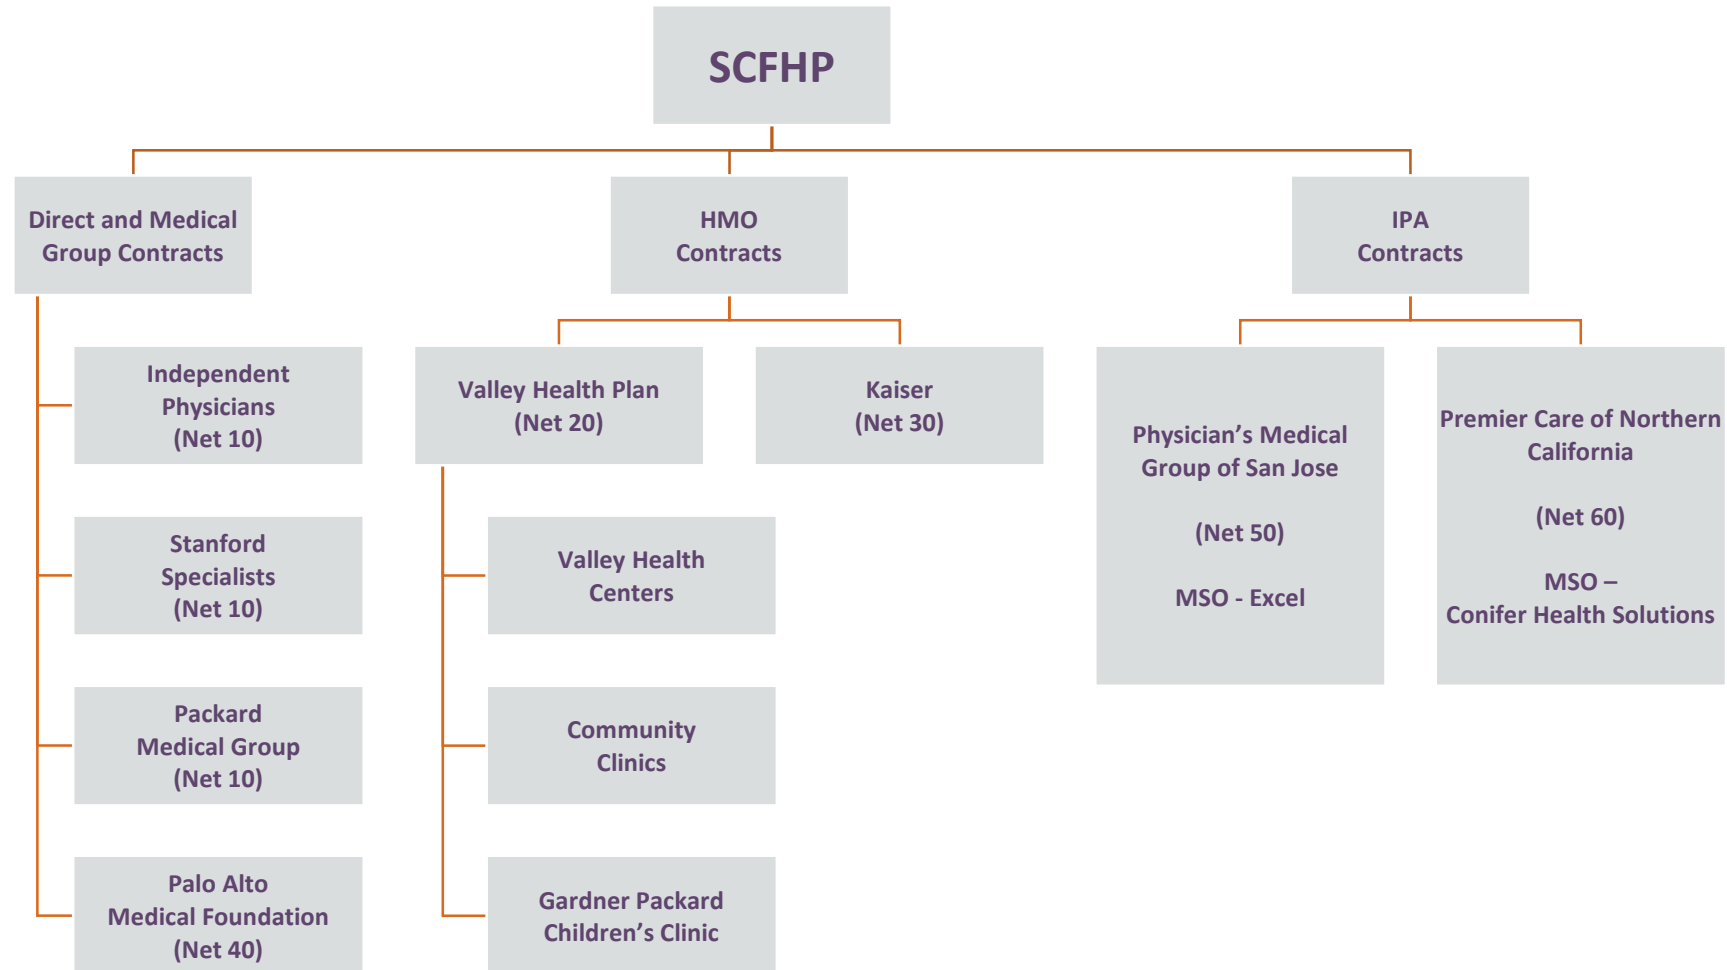 SCFHP
Direct and Medical
Group Contracts
HMO
Contracts
IPA
Contracts
Independent
Physicians
(Net 10)
Stanford
Specialists
(Net 10)
Packard
Medical Group
(Net 10)
Palo Alto
Medical Foundation
(Net 40)
Valley Health Plan
(Net 20)
Kaiser
(Net 30)
Valley Health
Centers
Community
Clinics
Gardner Packard
Children’s Clinic
Physician’s Medical
Group of San Jose
(Net 50)
MSO - Excel
Premier Care of Northern
California
(Net 60)
MSO –
Conifer Health Solutions